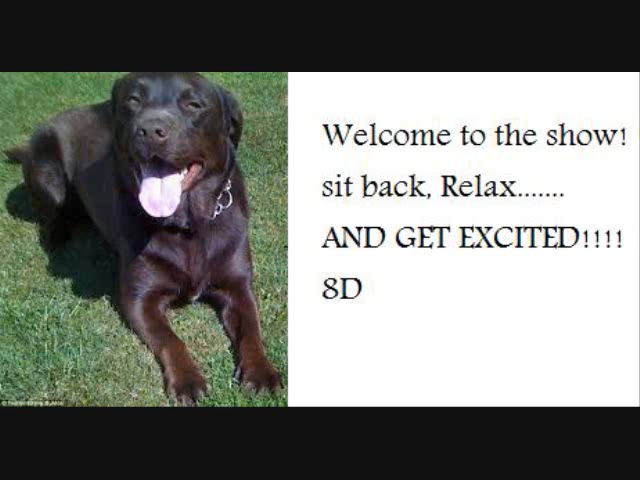 Welcome to the show!
sit back, Relax.......
AND GET EXCITED!!!!
8D